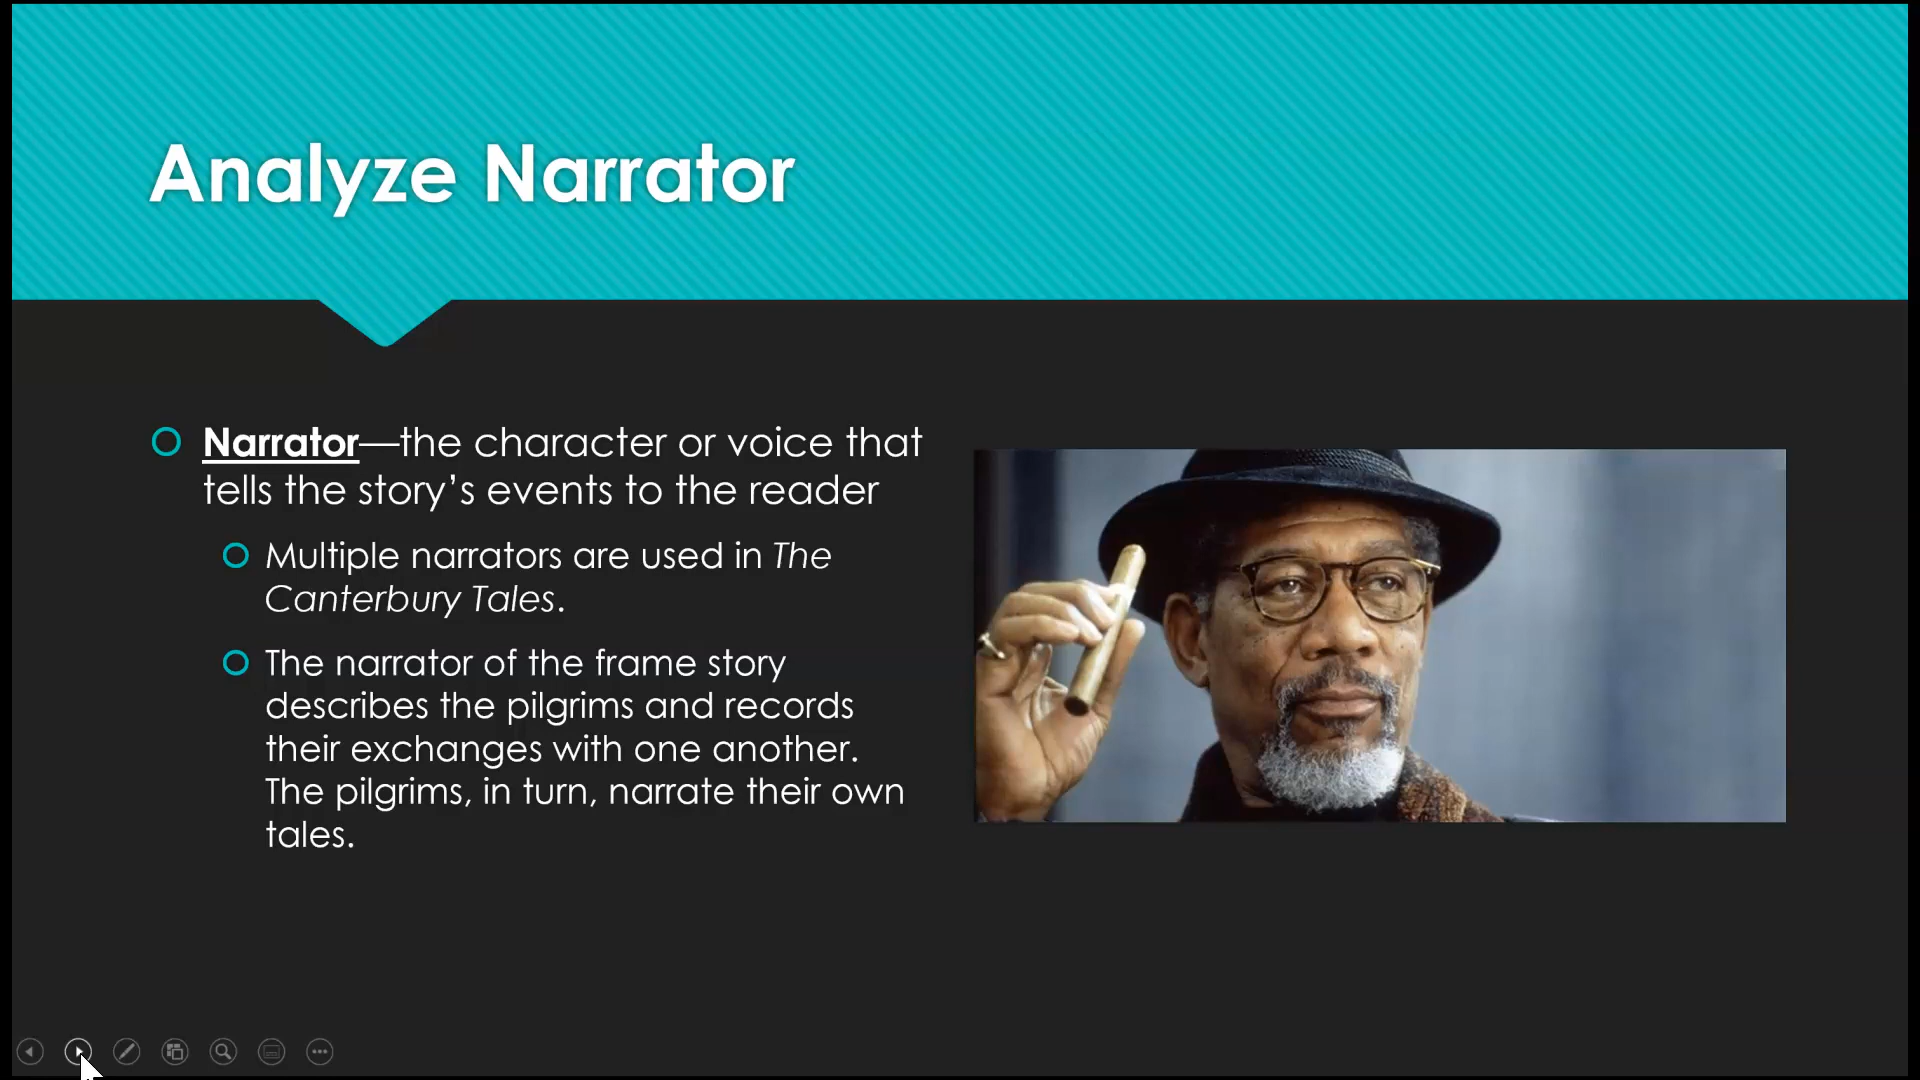 Analyze Narrator
Narrator—the character or voice that
tells the story’s events to the reader
Multiple narrators are used in The
Canterbury Tales.
The narrator of the frame story
describes the pilgrims and records
their exchanges with one another.
The pilgrims, in turn, narrate their own
tales.